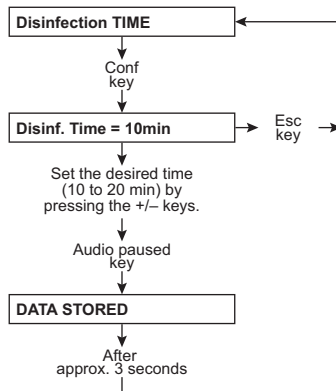 Disinfection TIME
Conf
key
Disinf. Time = 10min
Esc
key
Set the desired time
(10 to 20 min) by
pressing the +/– keys.
Audio paused
key
DATA STORED
After
approx. 3 seconds